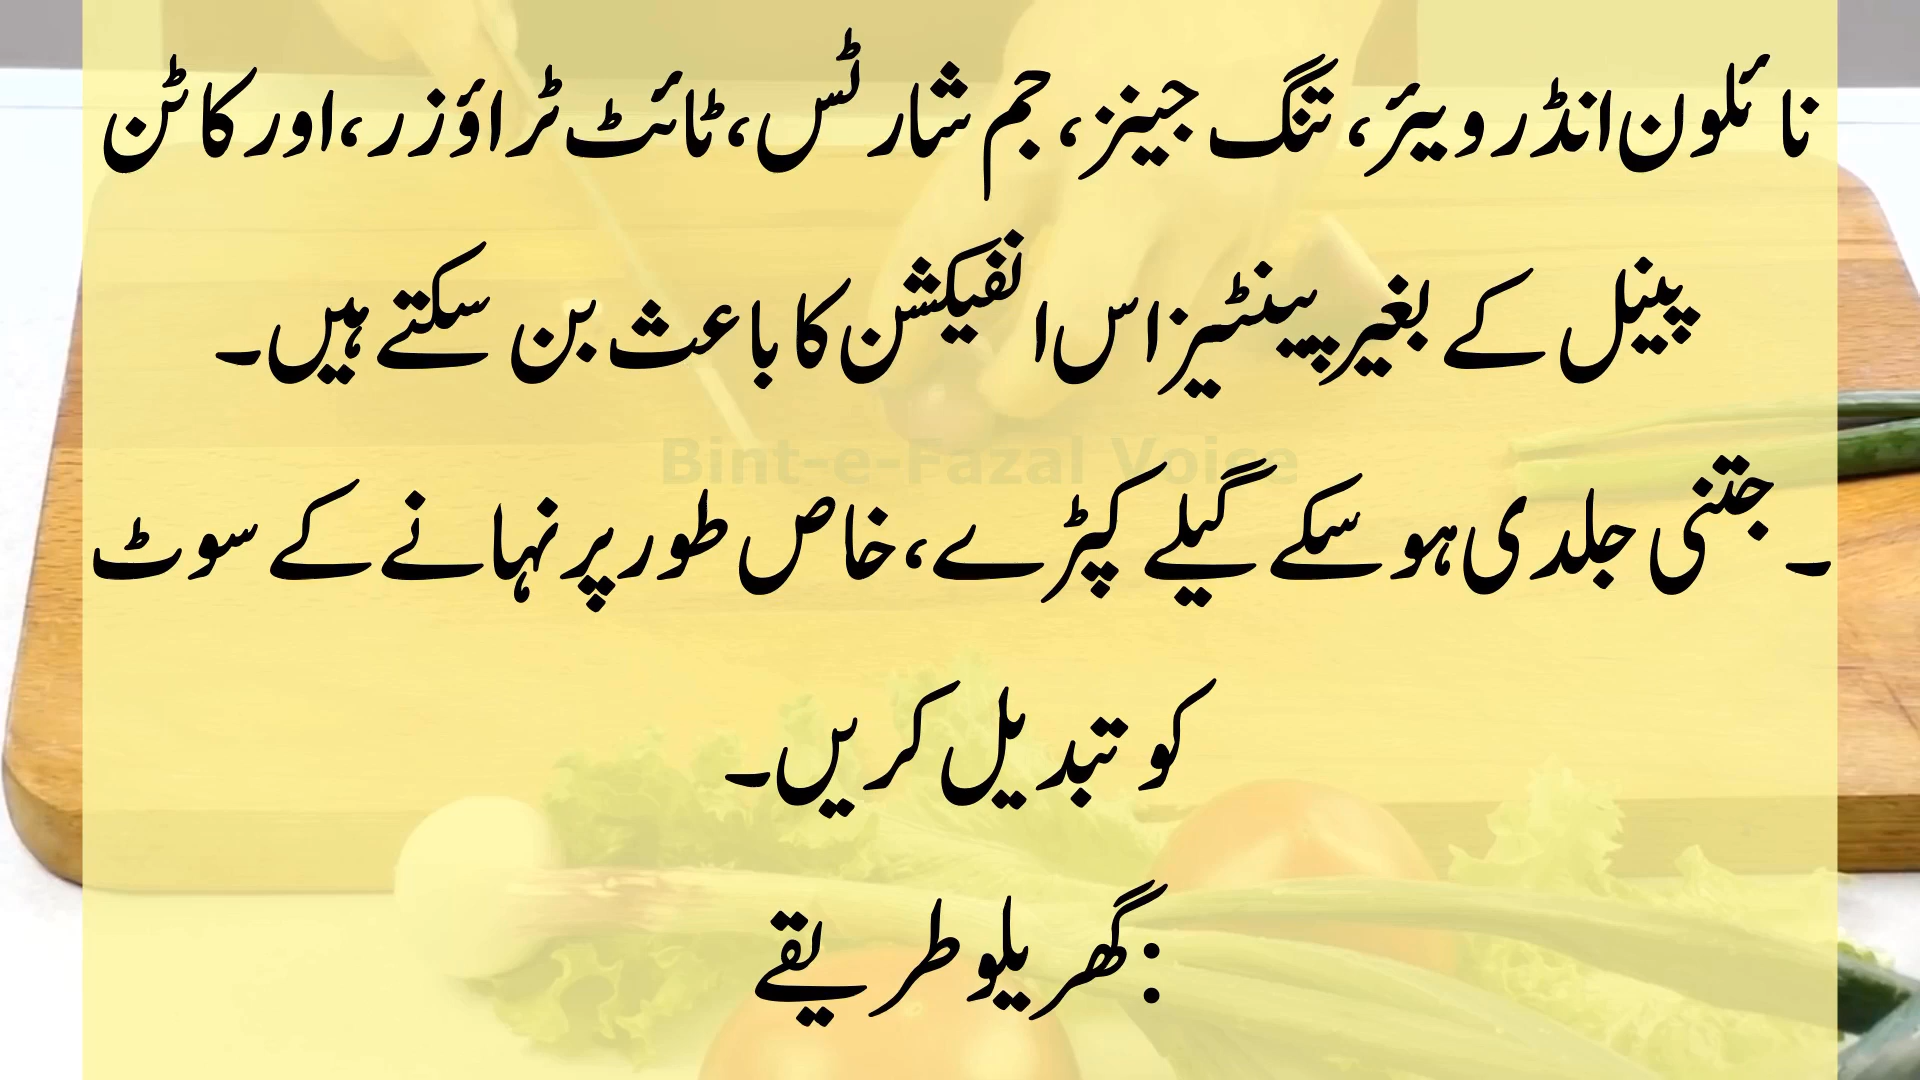 نائلون انڈرویئر، تنگ جینز، جم شارٹس، ٹائٹ ٹراؤزر، اور کاٹن
پینل کے بغیر پینٹیز اس انفیکشن کا باعث بن سکتے ہیں۔
Bint-e-Fazal Voice
۔جتنی جلدی ہو سکے گیلے کپڑے، خاص طور پر نہانے کے سوٹ
کو تبدیل کریں۔
:گھریلو طریقے